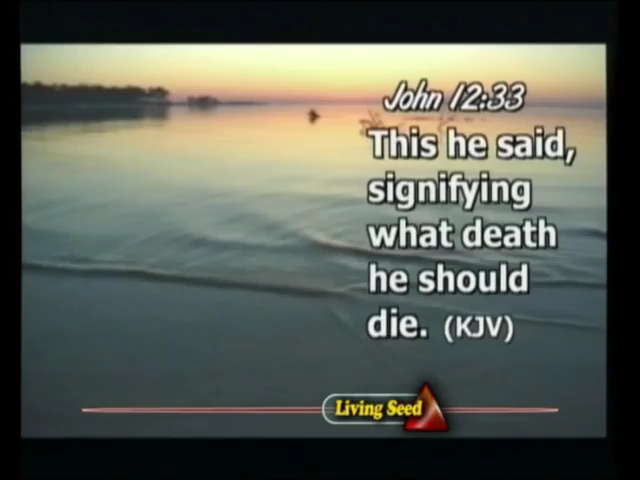 John 12:33
This he said,
signifying
what death
he should
die. (KJV)
Living Seed